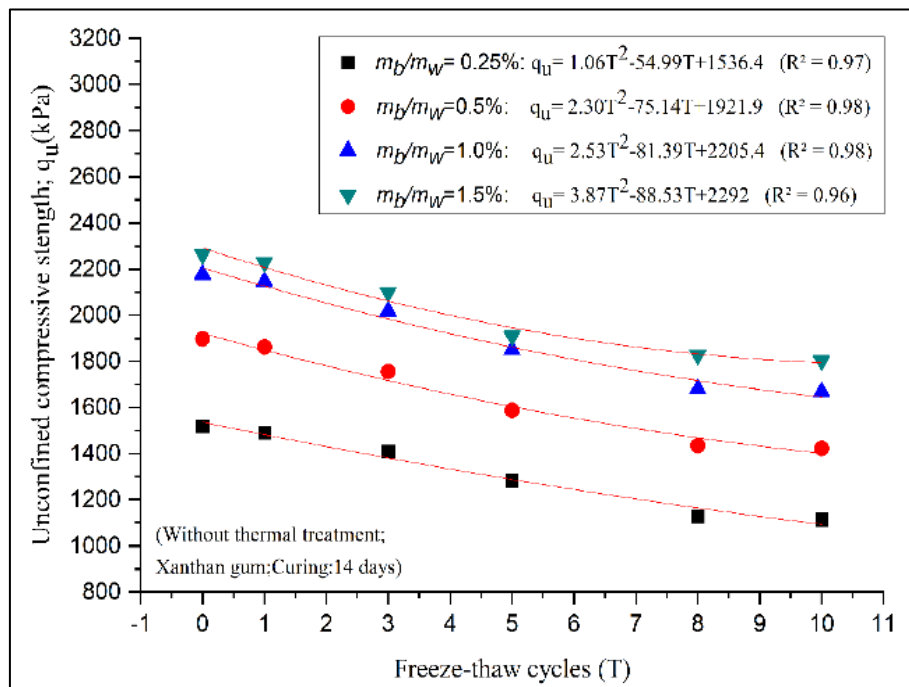 3200
3000
2800
2600
2400
2200
2000
1800
1600
1400
1200
1000
800
Unconfined compressive stength; qu(kPa)
mb/mw= 0.25%: qu= 1.06T²-54.99T+1536.4 (R² = 0.97)
mb/mw=0.5%: qu= 2.30T²-75.14T−1921.9 (R² = 0.98)
mb/mw=1.0%: qu= 2.53T²-81.39T+2205.4 (R² = 0.98)
mb/mw=1.5%: qu= 3.87T²-88.53T+2292 (R² = 0.96)
(Without thermal treatment;
Xanthan gum;Curing:14 days)
-1 0 1 2 3 4 5 6 7 8 9 10 11
Freeze-thaw cycles (T)